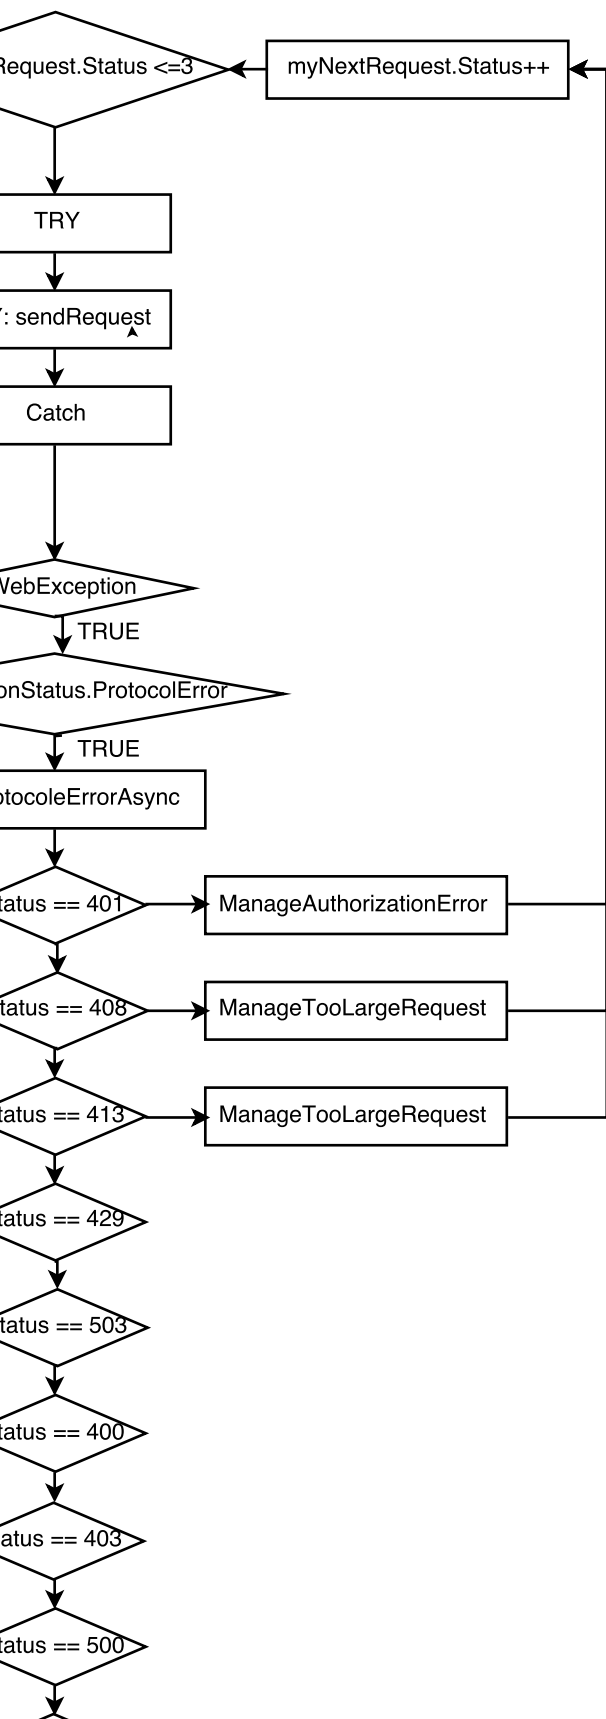 Request.Status <=3
myNextRequest.Status++
TRY
: sendRequest
Catch
WebException
TRUE
onStatus.ProtocolError
TRUE
otocoleErrorAsync
tatus == 401
ManageAuthorizationError
tatus == 408
ManageTooLargeRequest
tatus == 413
ManageTooLargeRequest
tatus == 429
tatus == 503
tatus == 400
atus == 403
tatus == 500